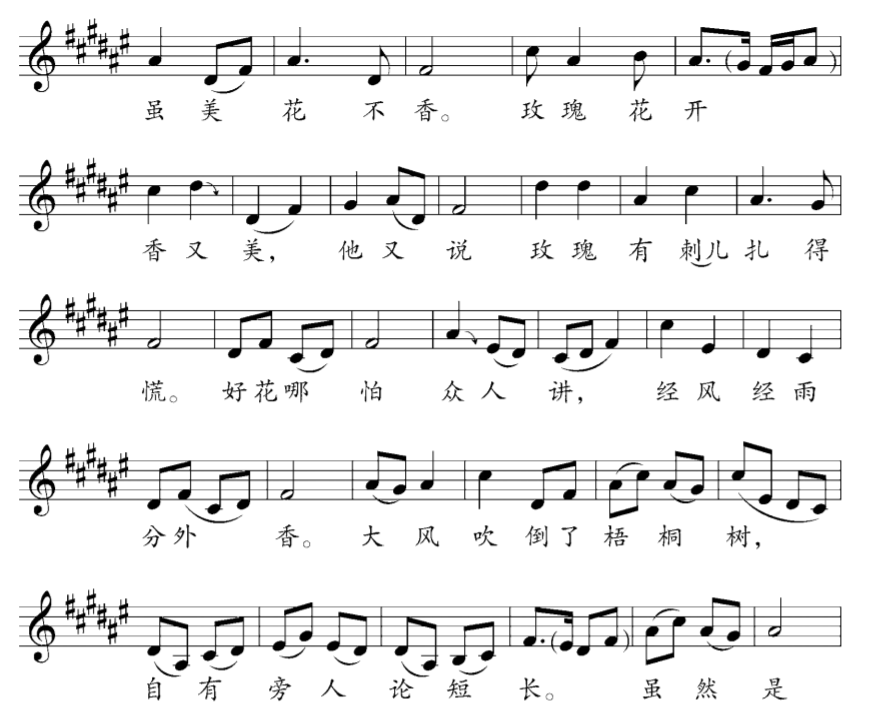 虽美花不香。玫瑰花开
香又美，他又说玫瑰有刺儿扎得
慌。好花哪怕众人讲，经风经雨
分外香。大风吹倒了梧桐树，
自有旁人论短长。虽然是